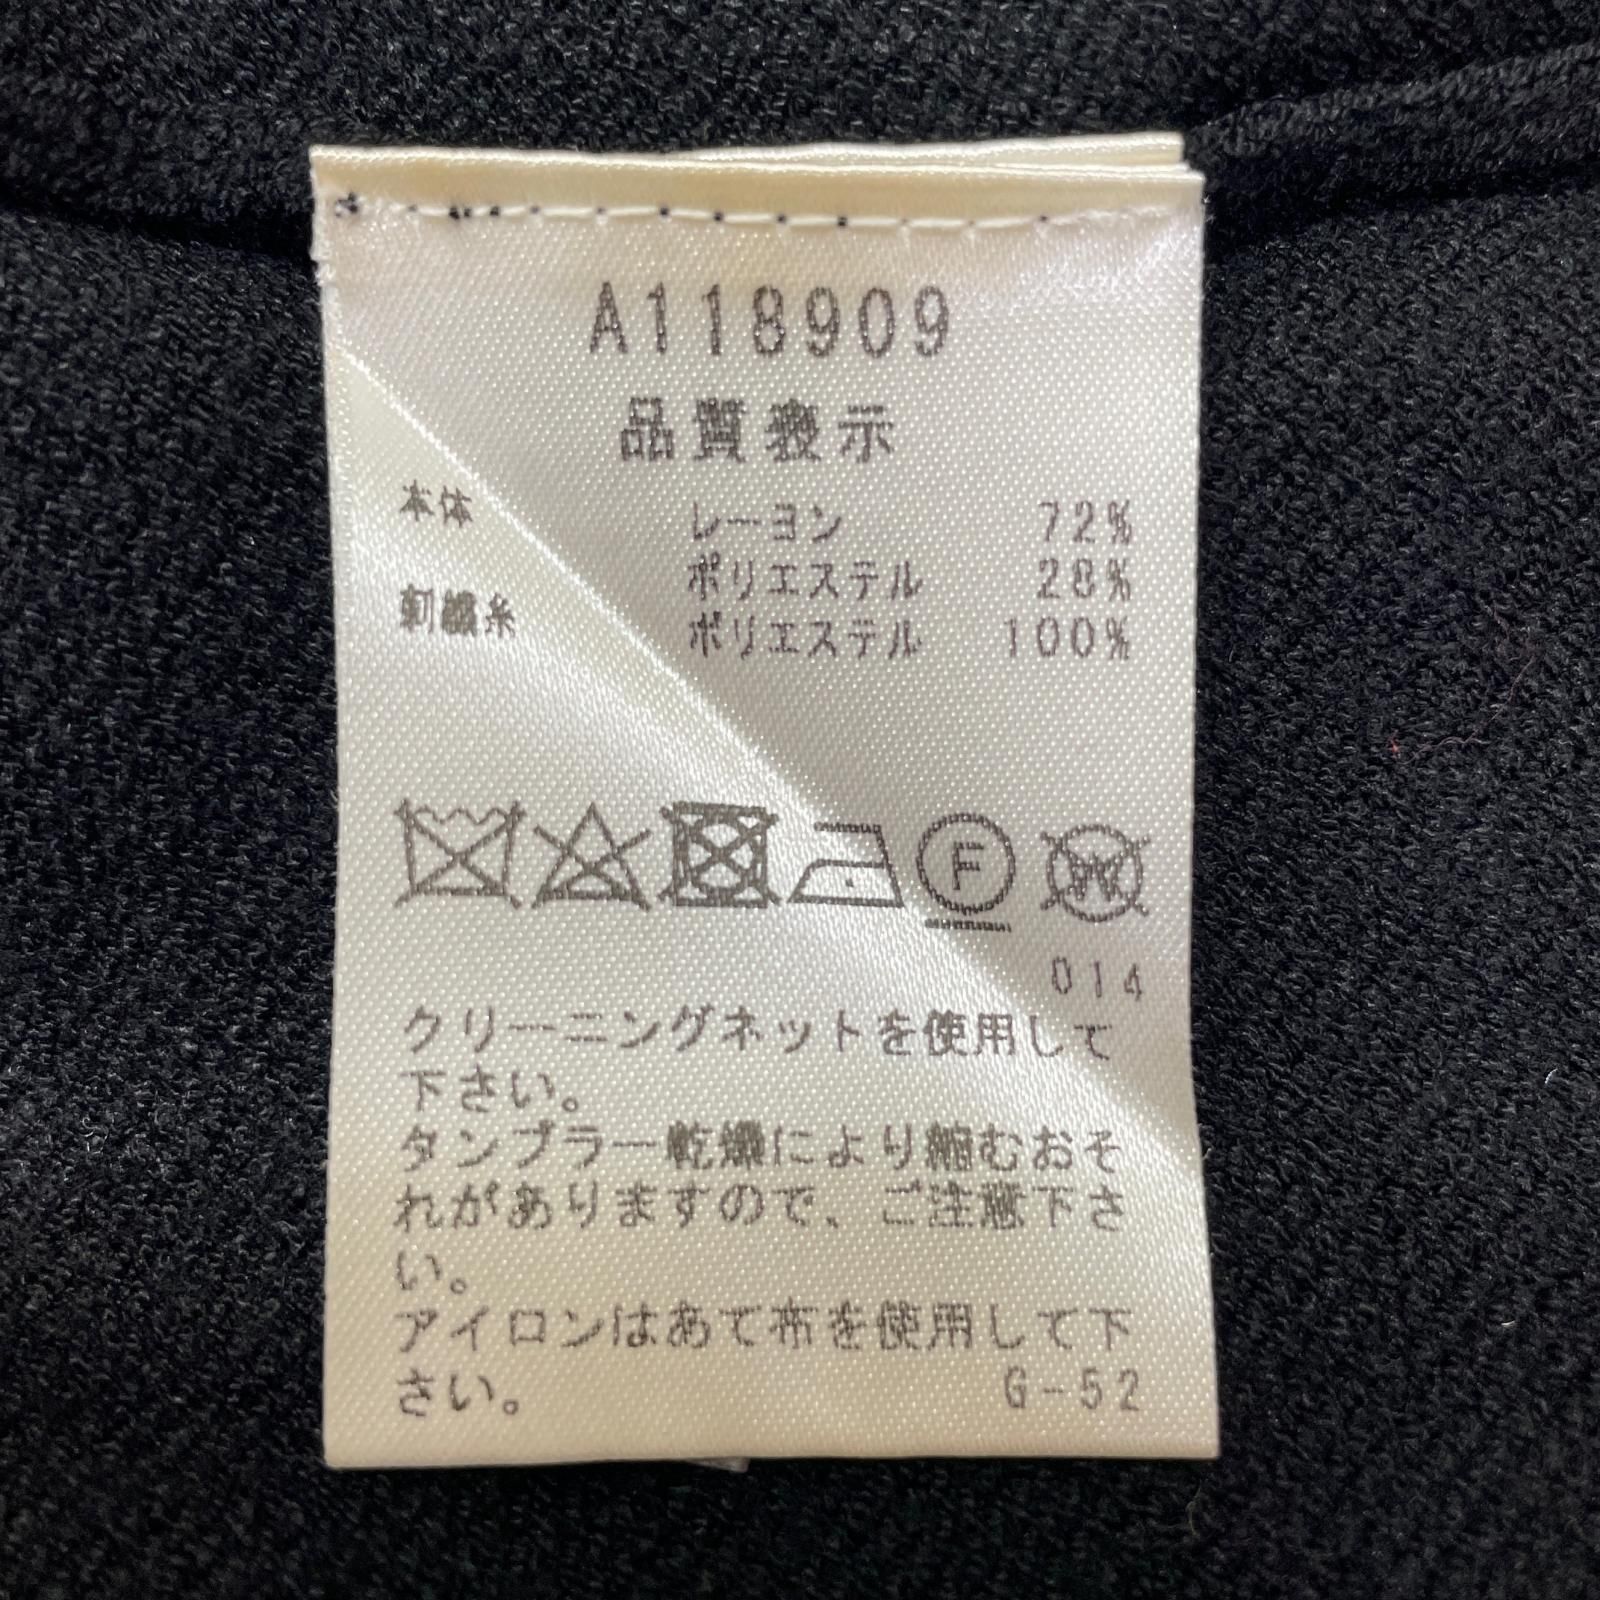 A118909
品質表示
本体 レーヨン 72%
ポリエステル 28%
刺繍糸 ポリエステル 100%
F
W
014
クリーニングネットを使用して
下さい。
タンブラー乾燥により縮むおそ
れがありますので、ご注意下さ
い。
アイロンはあて布を使用して下
さい。 G-52